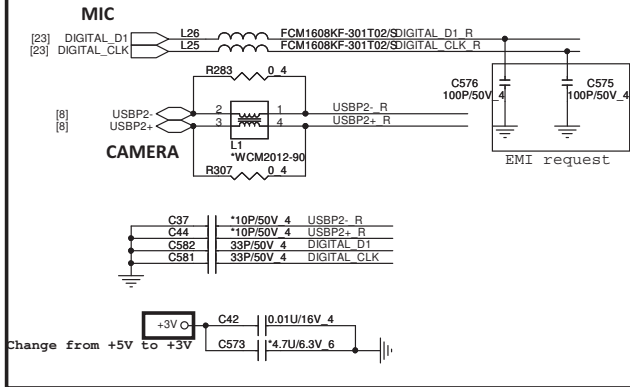 MIC
[23] DIGITAL_D1 L26 FCM1608KF-301T02/S DIGITAL_D1_R
[23] DIGITAL_CLK L25 FCM1608KF-301T02/S DIGITAL_CLK_R
R283 0_4
C576
100P/50V_4
C575
100P/50V_4
[8] USBP2- 2 1 USBP2-_R
[8] USBP2+ 3 4 USBP2+_R
L1
*WCM2012-90
CAMERA
EMI request
R307 0_4
C37 *10P/50V_4 USBP2-_R
C44 *10P/50V_4 USBP2+_R
C582 33P/50V_4 DIGITAL_D1
C581 33P/50V_4 DIGITAL_CLK
+3V C42 0.01U/16V_4
Change from +5V to +3V
C573 *4.7U/6.3V_6